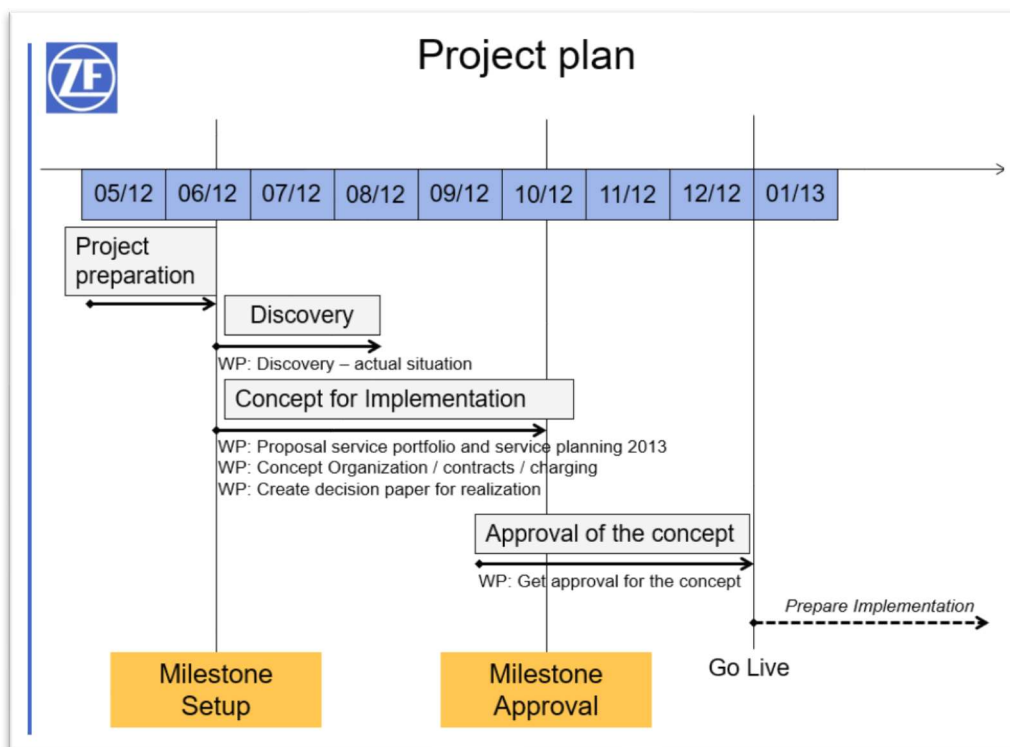 ZF
Project plan
05/12 06/12 07/12 08/12 09/12 10/12 11/12 12/12 01/13
Project
preparation
Discovery
WP: Discovery – actual situation
Concept for Implementation
WP: Proposal service portfolio and service planning 2013
WP: Concept Organization / contracts / charging
WP: Create decision paper for realization
Approval of the concept
WP: Get approval for the concept
Prepare Implementation
Milestone
Setup
Milestone
Approval
Go Live